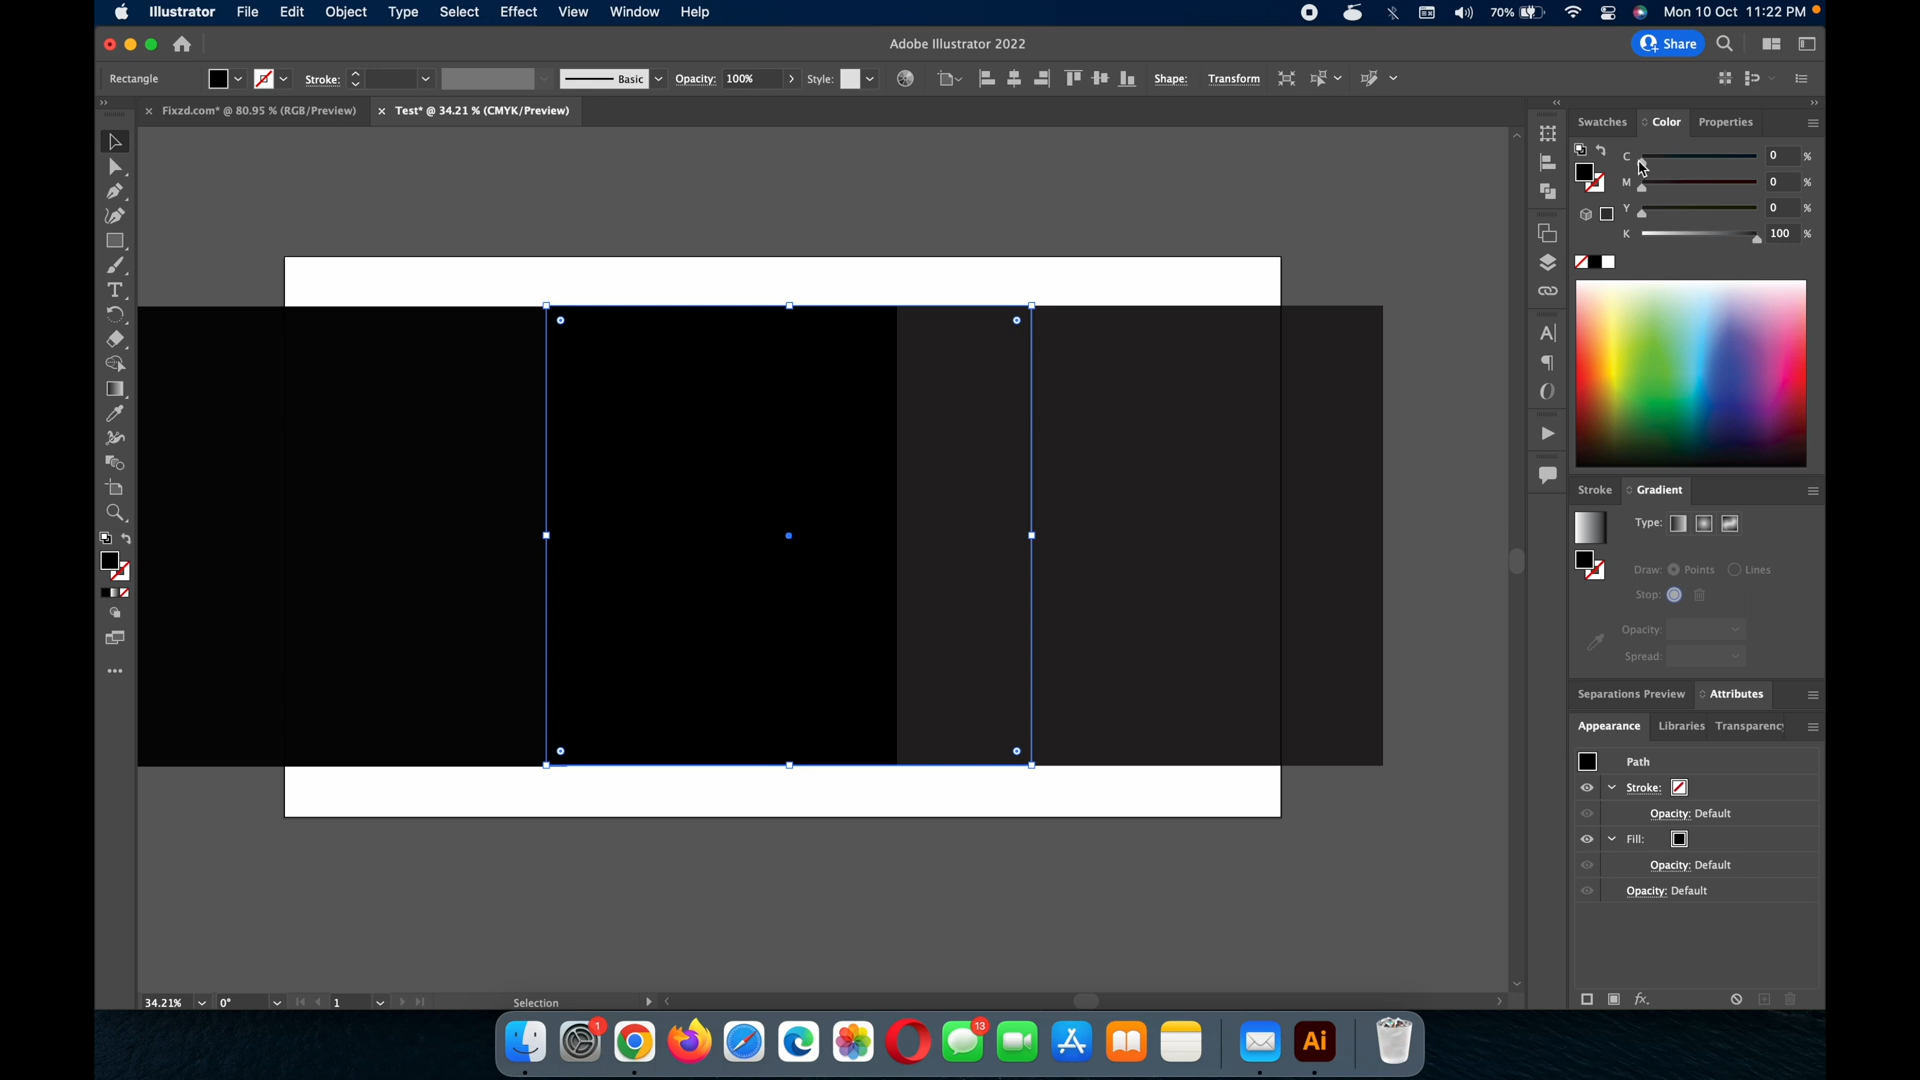 Illustrator File Edit Object Type Select Effect View Window Help 70% Mon 10 Oct 11:22 PM
Adobe Illustrator 2022 Share
Rectangle Stroke: Basic Opacity: 100% Style: Shape: Transform
Fixzd.com* @ 80.95 % (RGB/Preview) Test* @ 34.21 % (CMYK/Preview)
Swatches Color Properties
C 0 %
M 0 %
Y 0 %
K 100 %
Stroke Gradient
Type:
Draw: Points Lines
Stop:
Opacity:
Spread:
Separations Preview Attributes
Appearance Libraries Transparency
Path
Stroke:
Opacity: Default
Fill:
Opacity: Default
Opacity: Default
fx.
34.21% 0° 1 Selection
1 13 Ai